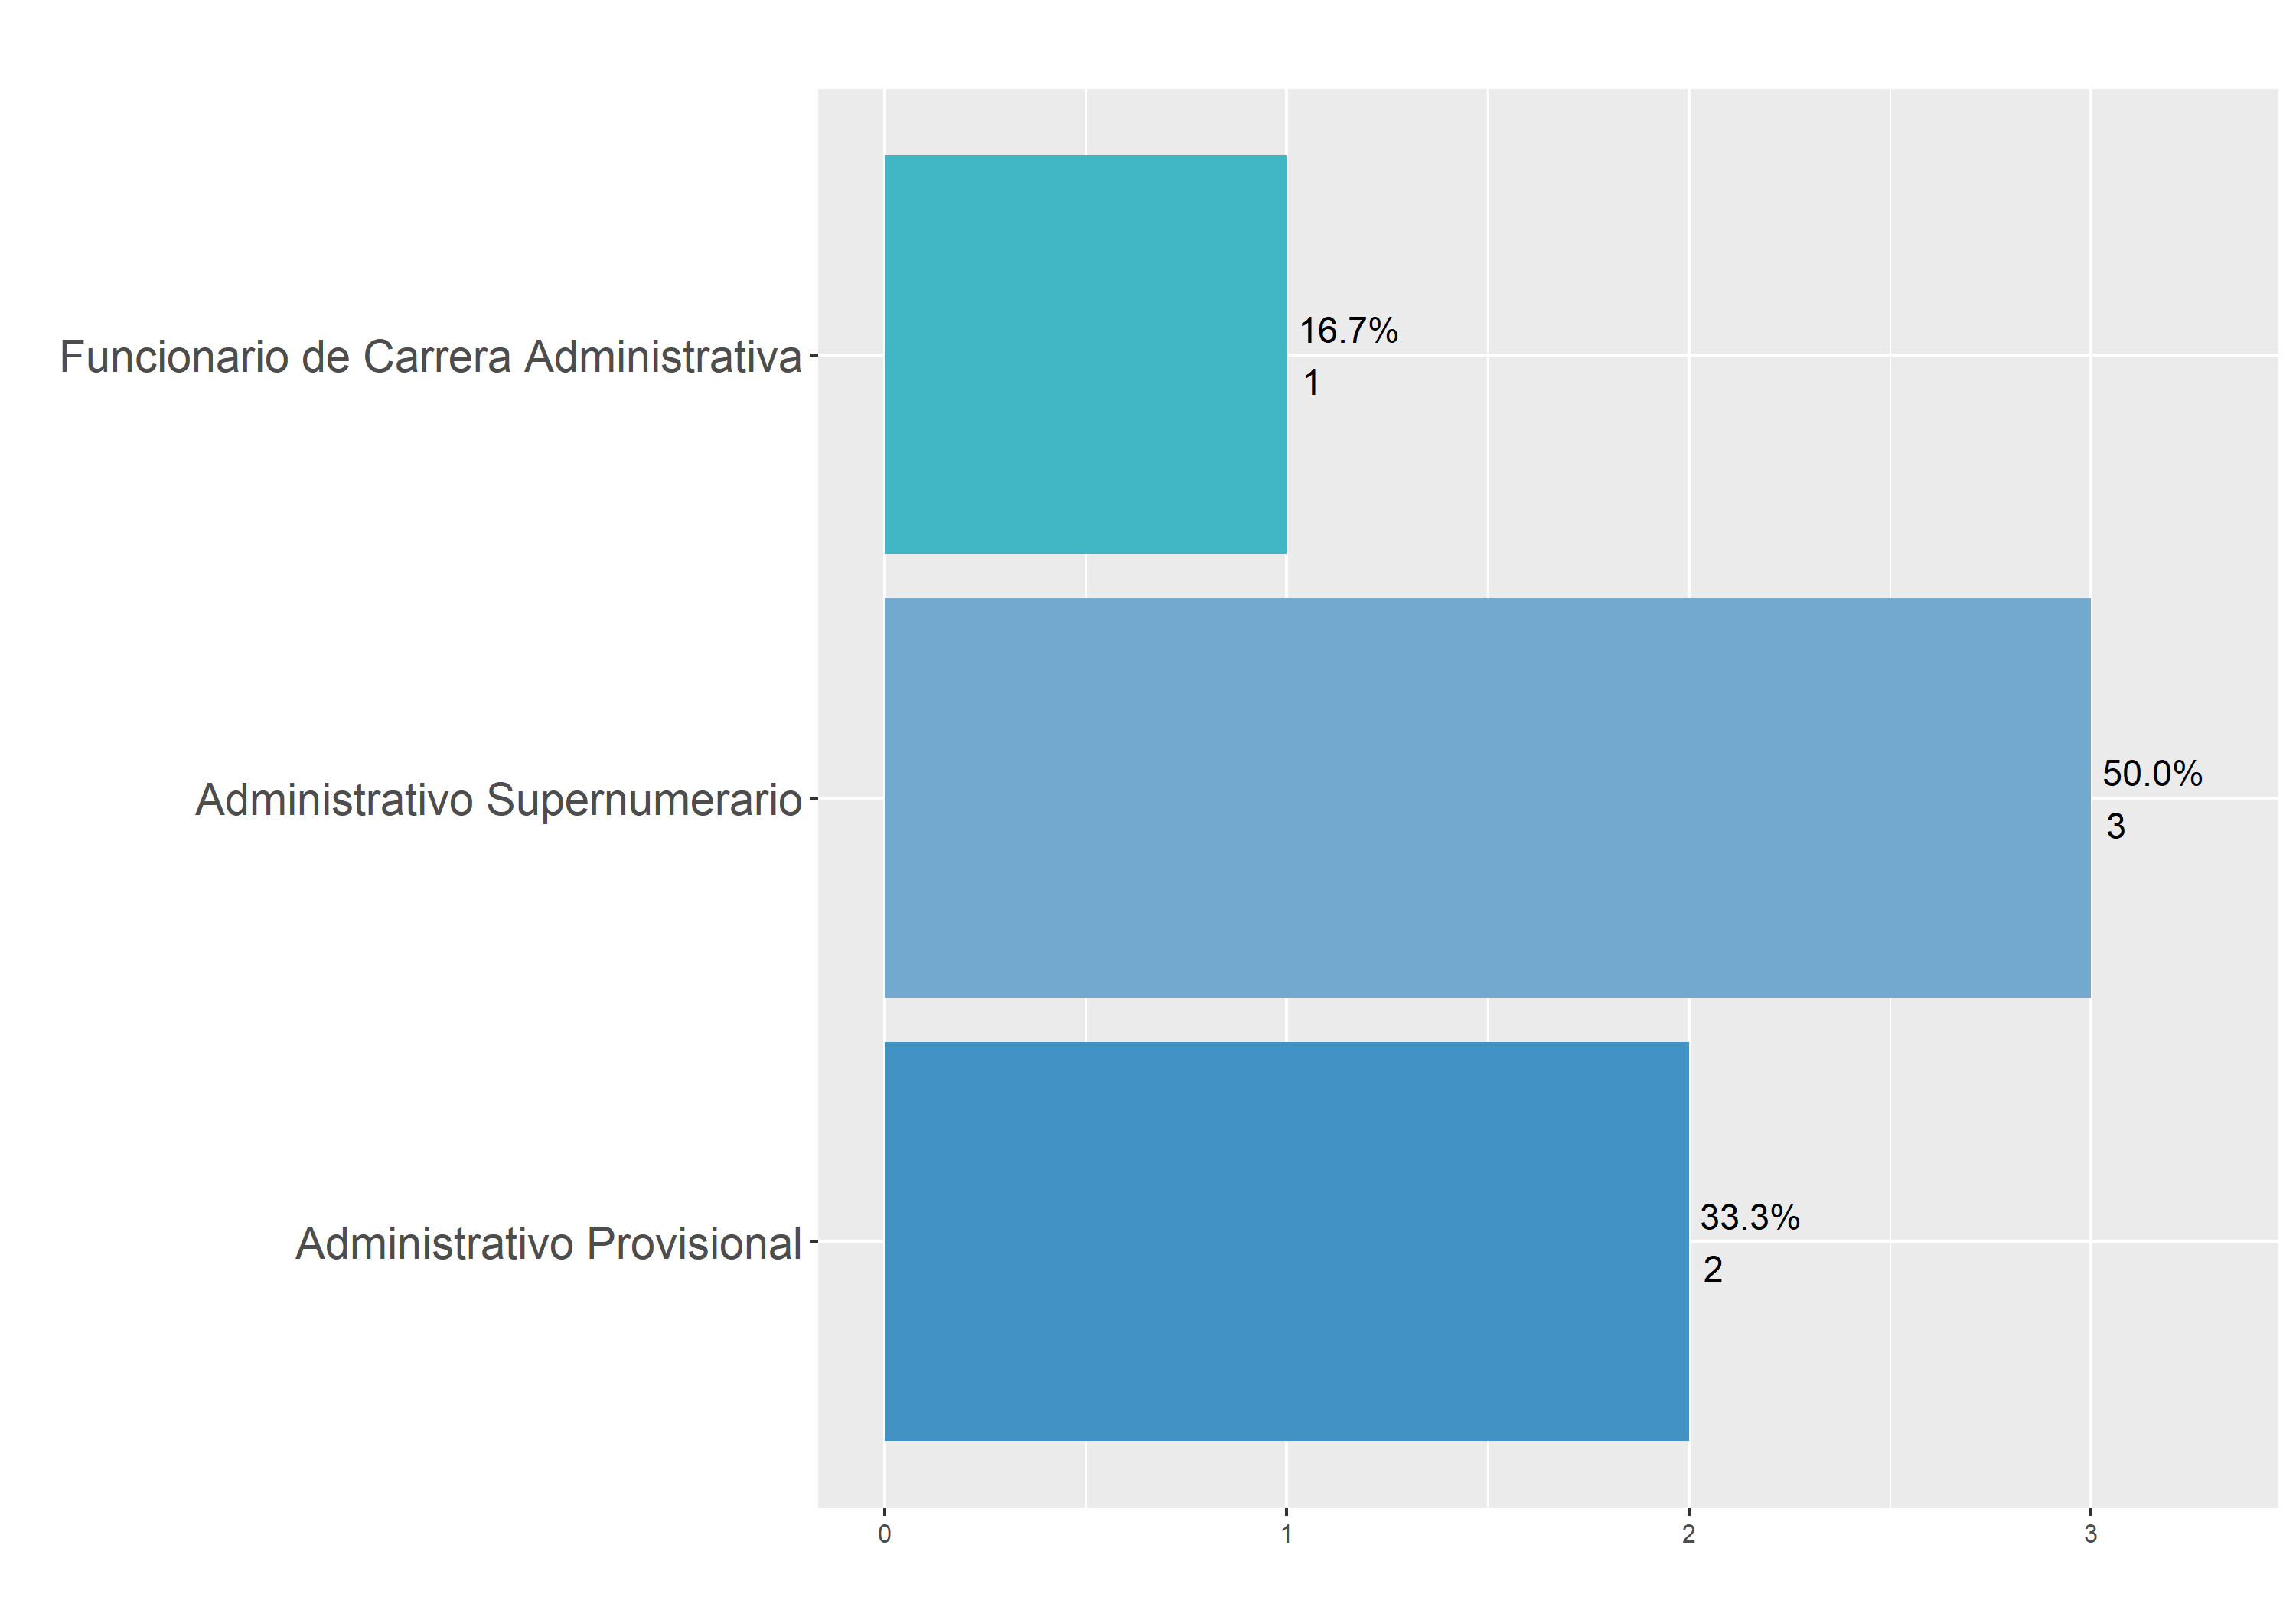 Funcionario de Carrera Administrativa
16.7%
1
Administrativo Supernumerario
50.0%
3
Administrativo Provisional
33.3%
2
0 1 2 3